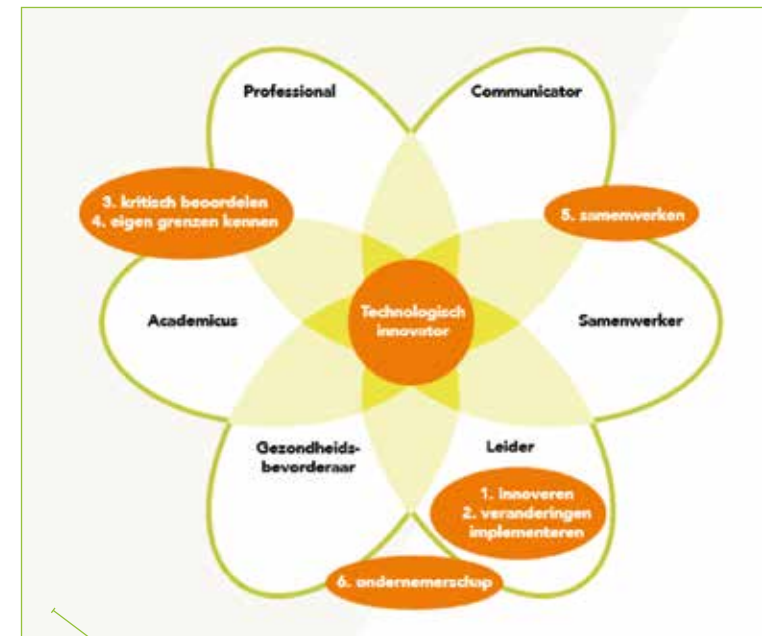 Professional
Communicator
3. kritisch beoordelen
4. eigen grenzen kennen
5. samenwerken
Technologisch
innovator
Academicus
Samenwerker
Gezondheids-
bevorderaar
Leider
1. innoveren
2. veranderingen
implementeren
6. ondernemerschap